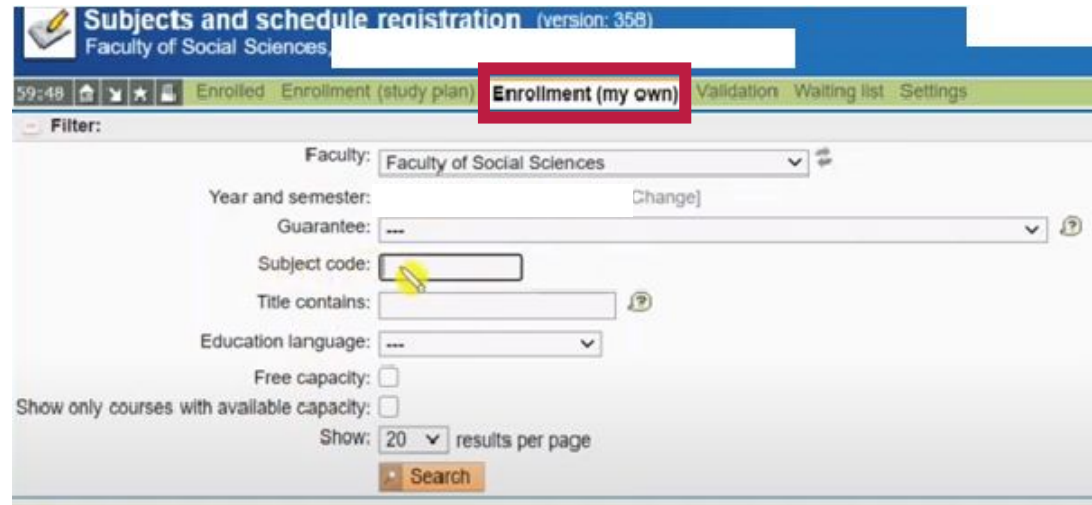 Subjects and schedule registration (version: 358)
Faculty of Social Sciences,
59:48 Enrolled Enrollment (study plan) Enrollment (my own) Validation Waiting list Settings
Filter:
Faculty: Faculty of Social Sciences
Year and semester: Change]
Guarantee: ---
Subject code:
Title contains:
Education language: ---
Free capacity:
Show only courses with available capacity:
Show: 20 results per page
Search